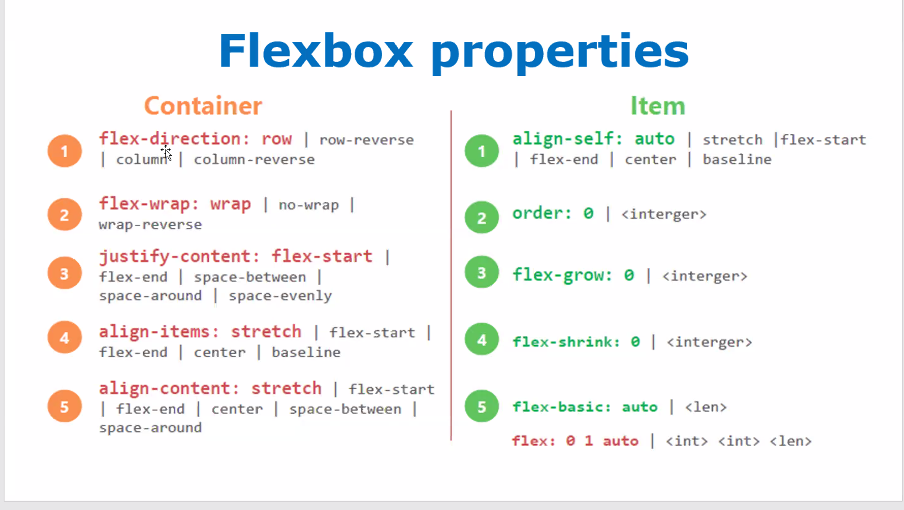 Flexbox properties
Container
1
flex-direction: row | row-reverse
| column | column-reverse
2
flex-wrap: wrap | no-wrap |
wrap-reverse
3
justify-content: flex-start |
flex-end | space-between |
space-around | space-evenly
4
align-items: stretch | flex-start |
flex-end | center | baseline
5
align-content: stretch | flex-start
| flex-end | center | space-between |
space-around
Item
1
align-self: auto | stretch |flex-start
| flex-end | center | baseline
2
order: 0 | <interger>
3
flex-grow: 0 | <interger>
4
flex-shrink: 0 | <interger>
5
flex-basic: auto | <len>
flex: 0 1 auto | <int> <int> <len>